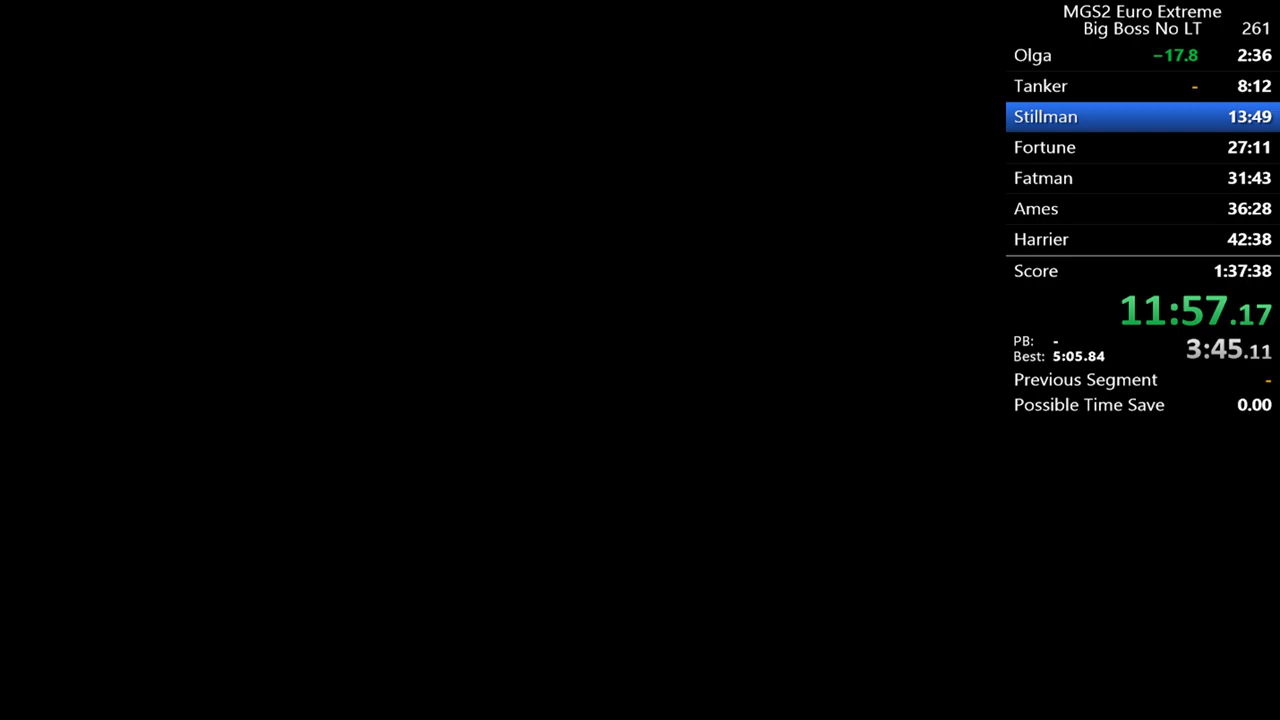 MGS2 Euro Extreme
Big Boss No LT 261
Olga −17.8 2:36
Tanker - 8:12
Stillman 13:49
Fortune 27:11
Fatman 31:43
Ames 36:28
Harrier 42:38
Score 1:37:38
11:57.17
PB: -
3:45.11
Best: 5:05.84
Previous Segment -
Possible Time Save 0.00